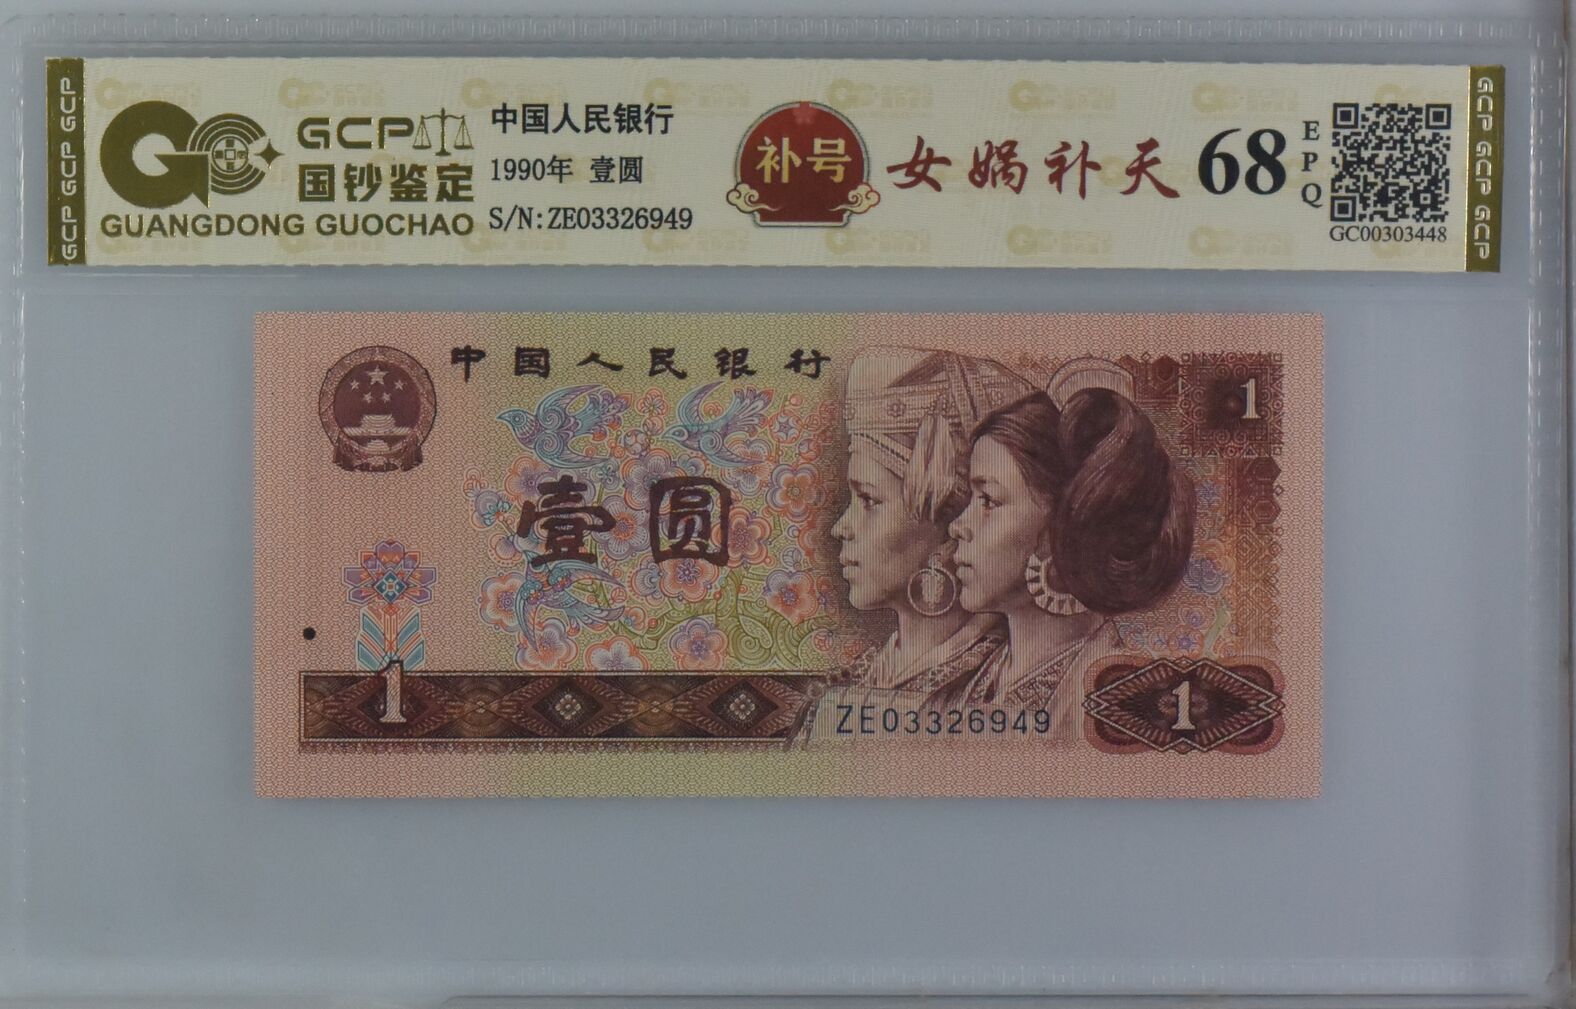 GCP GCP GCP
GCP
国钞鉴定
GUANGDONG GUOCHAO
中国人民银行
1990年 壹圆
S/N:ZE03326949
补号
女娲补天
68
EPQ
GC00303448
GCP GCP GCP
中国人民银行
1
壹圆
1
ZE03326949
1